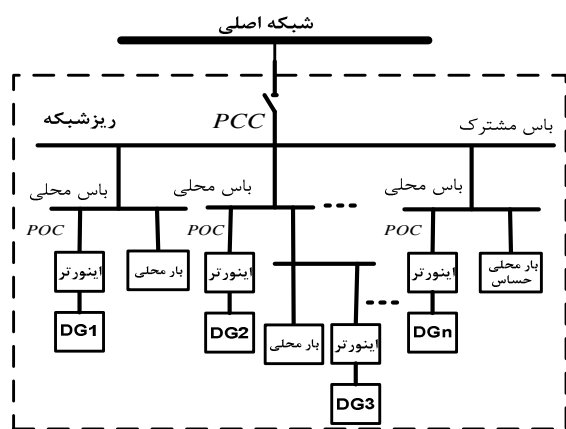 شبکه اصلی
PCC
ریزشبکه
باس مشترک
باس محلی
باس محلی
باس محلی
POC
POC
POC
اینورتر
بار محلی
اینورتر
اینورتر
بار محلی
حساس
DG1
DG2
بار محلی
اینورتر
DGn
DG3